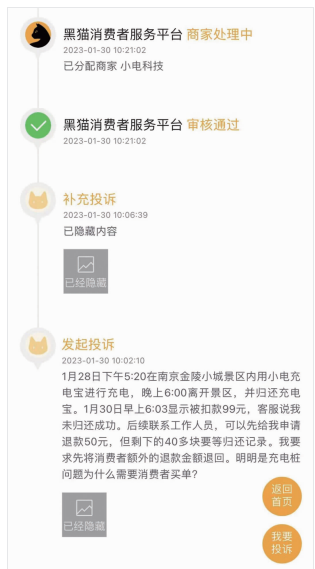 黑猫消费者服务平台 商家处理中
2023-01-30 10:21:02
已分配商家 小电科技
黑猫消费者服务平台 审核通过
2023-01-30 10:21:02
补充投诉
2023-01-30 10:06:39
已隐藏内容
已经隐藏
发起投诉
2023-01-30 10:02:10
1月28日下午5:20在南京金陵小城景区内用小电充
电宝进行充电，晚上6:00离开景区，并归还充电
宝。1月30日早上6:03显示被扣款99元，客服说我
未归还成功。后续联系工作人员，可以先给我申请
退款50元，但剩下的40多块要等归还记录。我要
求先将消费者额外的退款金额退回。明明是充电桩
问题为什么需要消费者买单?
已经隐藏
返回
首页
我要
投诉